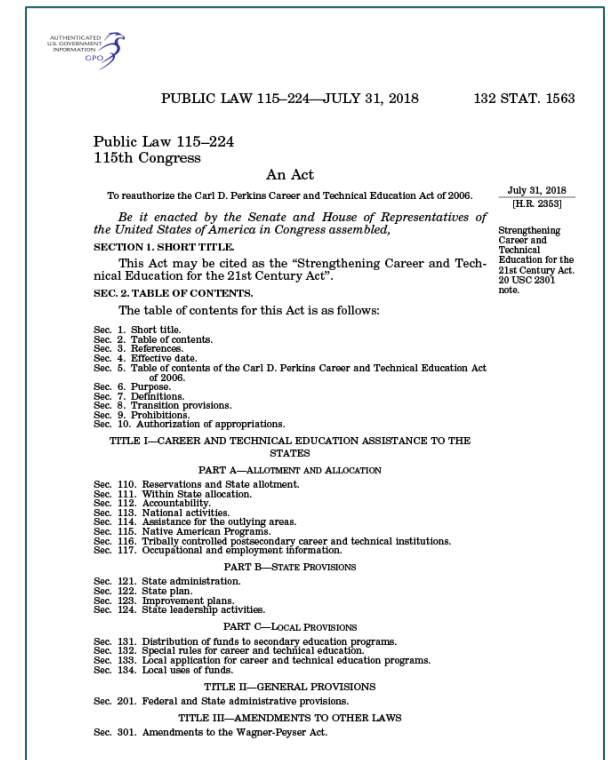 AUTHENTICATED
U.S. GOVERNMENT
INFORMATION
GPO
PUBLIC LAW 115–224—JULY 31, 2018 132 STAT. 1563
Public Law 115–224
115th Congress
An Act
To reauthorize the Carl D. Perkins Career and Technical Education Act of 2006.
July 31, 2018
[H.R. 2353]
Be it enacted by the Senate and House of Representatives of
the United States of America in Congress assembled,
Strengthening
Career and
Technical
Education for the
21st Century Act.
20 USC 2301
note.
SECTION 1. SHORT TITLE.
This Act may be cited as the “Strengthening Career and Tech-
nical Education for the 21st Century Act”.
SEC. 2. TABLE OF CONTENTS.
The table of contents for this Act is as follows:
Sec. 1. Short title.
Sec. 2. Table of contents.
Sec. 3. References.
Sec. 4. Effective date.
Sec. 5. Table of contents of the Carl D. Perkins Career and Technical Education Act
of 2006.
Sec. 6. Purpose.
Sec. 7. Definitions.
Sec. 8. Transition provisions.
Sec. 9. Prohibitions.
Sec. 10. Authorization of appropriations.
TITLE I—CAREER AND TECHNICAL EDUCATION ASSISTANCE TO THE
STATES
PART A—ALLOTMENT AND ALLOCATION
Sec. 110. Reservations and State allotment.
Sec. 111. Within State allocation.
Sec. 112. Accountability.
Sec. 113. National activities.
Sec. 114. Assistance for the outlying areas.
Sec. 115. Native American Programs.
Sec. 116. Tribally controlled postsecondary career and technical institutions.
Sec. 117. Occupational and employment information.
PART B—STATE PROVISIONS
Sec. 121. State administration.
Sec. 122. State plan.
Sec. 123. Improvement plans.
Sec. 124. State leadership activities.
PART C—LOCAL PROVISIONS
Sec. 131. Distribution of funds to secondary education programs.
Sec. 132. Special rules for career and technical education.
Sec. 133. Local application for career and technical education programs.
Sec. 134. Local uses of funds.
TITLE II—GENERAL PROVISIONS
Sec. 201. Federal and State administrative provisions.
TITLE III—AMENDMENTS TO OTHER LAWS
Sec. 301. Amendments to the Wagner-Peyser Act.